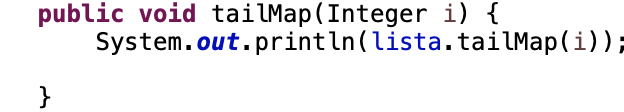 public void tailMap(Integer i) {
System.out.println(lista.tailMap(i));
}